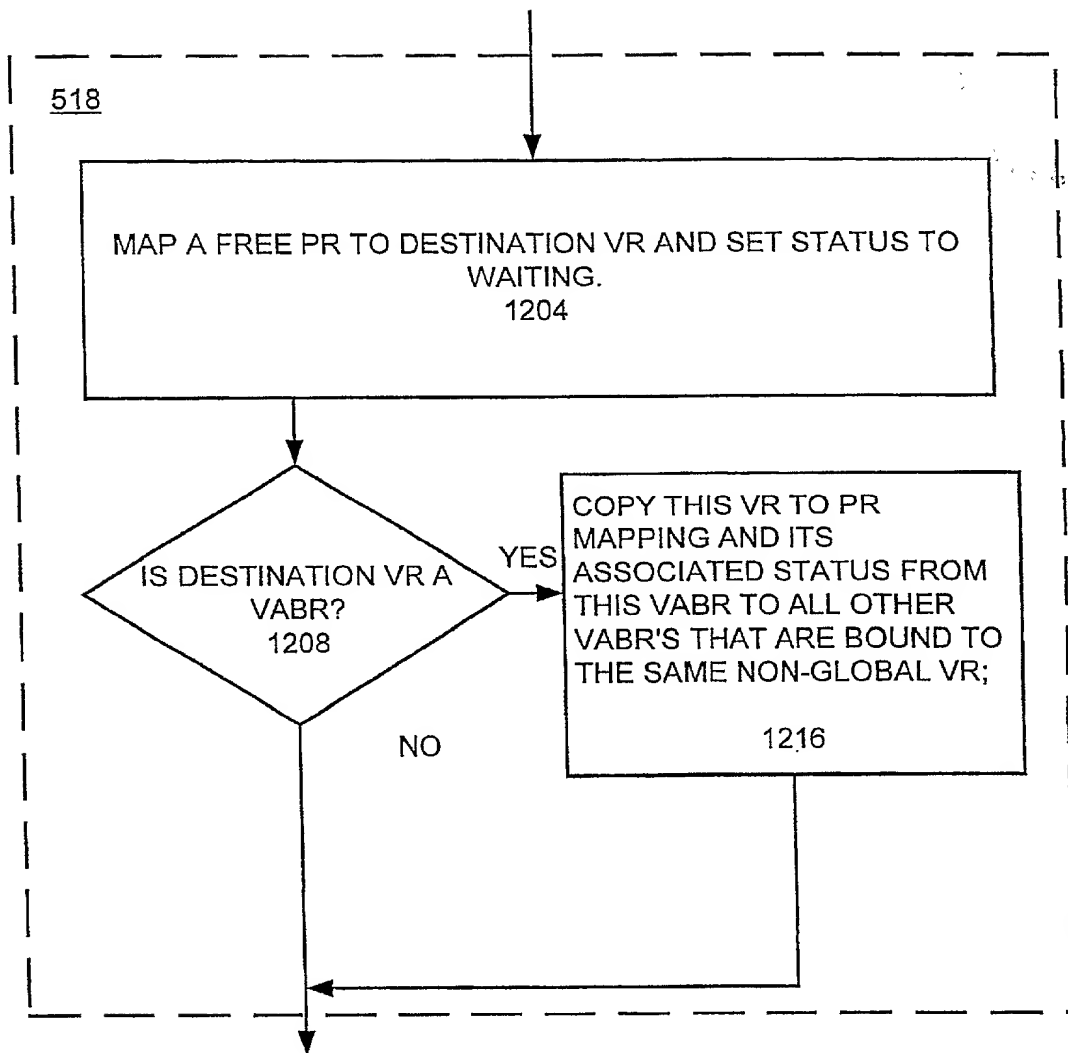 518
MAP A FREE PR TO DESTINATION VR AND SET STATUS TO
WAITING.
1204
IS DESTINATION VR A
VABR?
1208
YES
NO
COPY THIS VR TO PR
MAPPING AND ITS
ASSOCIATED STATUS FROM
THIS VABR TO ALL OTHER
VABR'S THAT ARE BOUND TO
THE SAME NON-GLOBAL VR;
1216